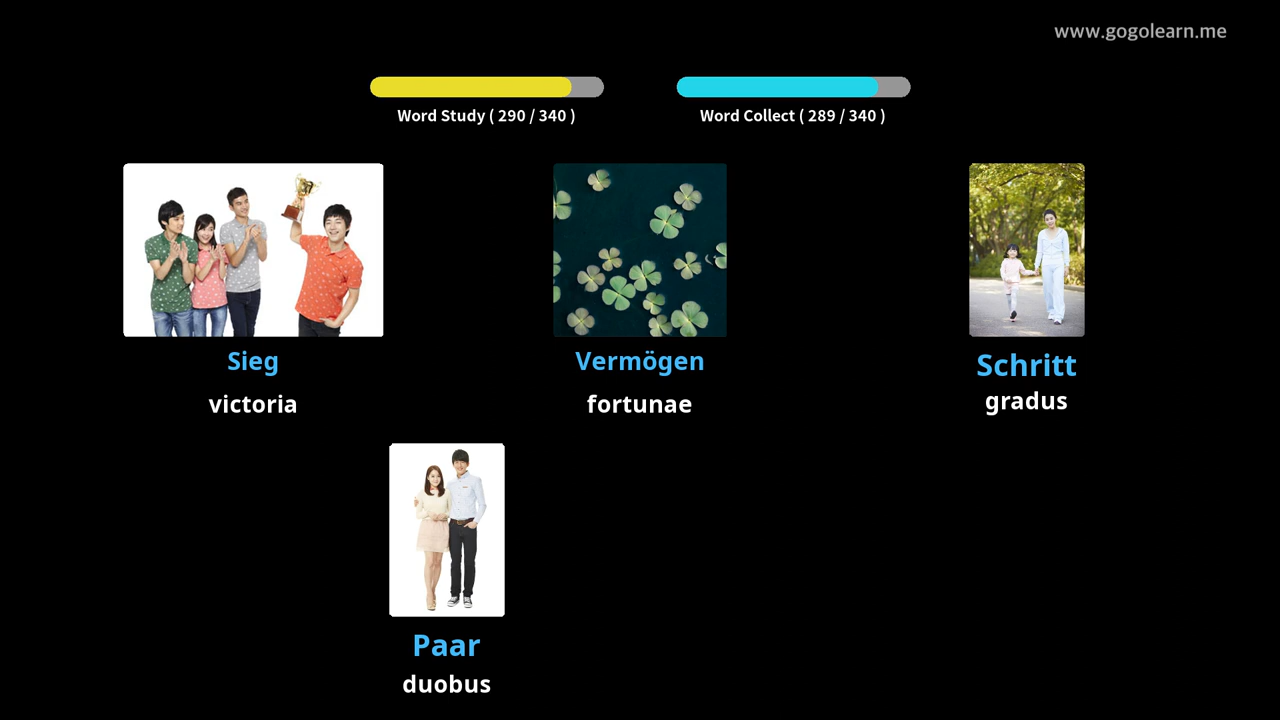 www.gogolearn.me
Word Study ( 290 / 340 )
Word Collect ( 289 / 340 )
Sieg
victoria
Vermögen
fortunae
Schritt
gradus
Paar
duobus